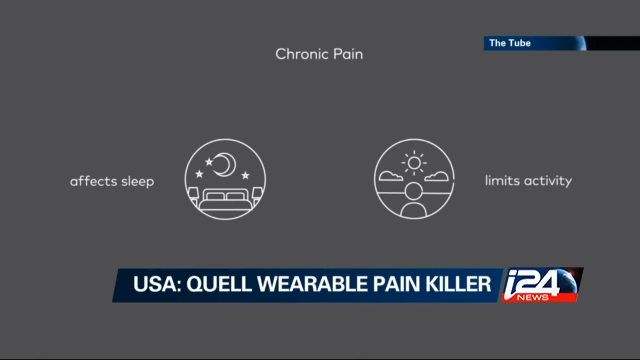 The Tube
Chronic Pain
affects sleep
limits activity
USA: QUELL WEARABLE PAIN KILLER
i24
NEWS